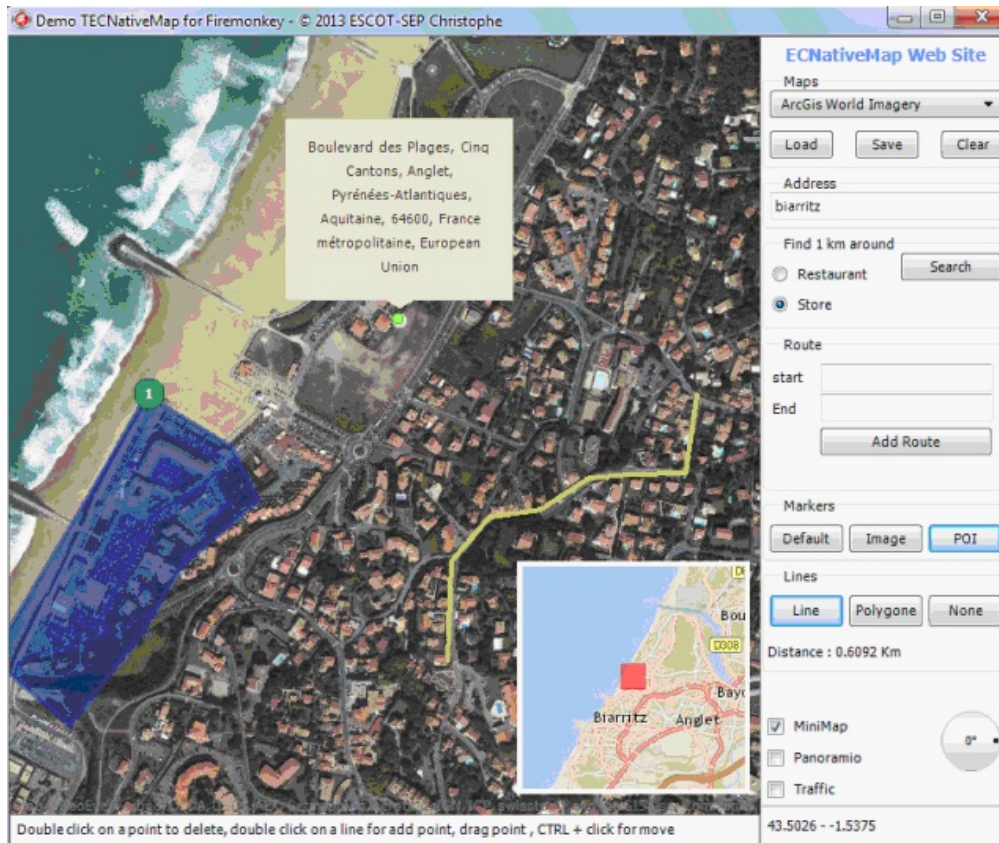 Demo TECNativeMap for Firemonkey - © 2013 ESCOT-SEP Christophe
Boulevard des Plages, Cinq
Cantons, Anglet,
Pyrénées-Atlantiques,
Aquitaine, 64600, France
métropolitaine, European
Union
1
D308
Bou
Biarritz
Anglet
Bayo
Double click on a point to delete, double click on a line for add point, drag point , CTRL + click for move
ECNativeMap Web Site
Maps
ArcGis World Imagery
Load
Save
Clear
Address
biarritz
Find 1 km around
Restaurant
Search
Store
Route
start
End
Add Route
Markers
Default
Image
POI
Lines
Line
Polygone
None
Distance : 0.6092 Km
MiniMap
0°
Panoramio
Traffic
43.5026 - -1.5375